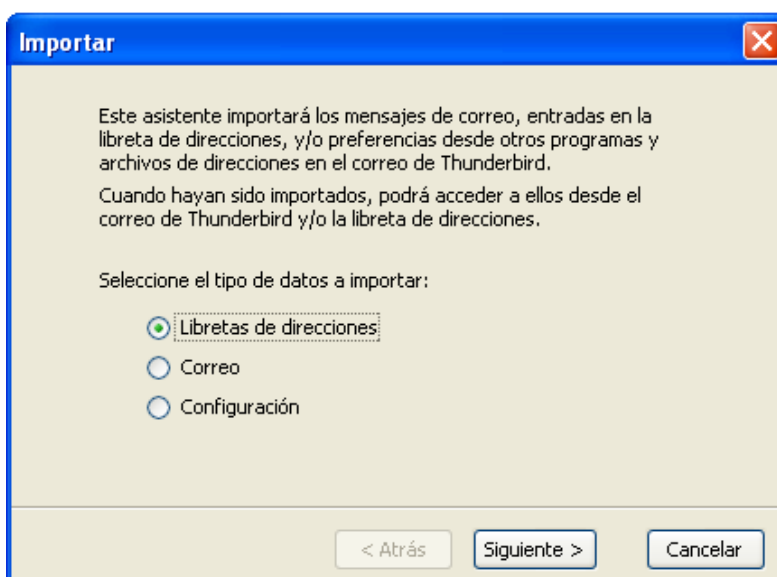 Importar
Este asistente importará los mensajes de correo, entradas en la
libreta de direcciones, y/o preferencias desde otros programas y
archivos de direcciones en el correo de Thunderbird.
Cuando hayan sido importados, podrá acceder a ellos desde el
correo de Thunderbird y/o la libreta de direcciones.
Seleccione el tipo de datos a importar:
Libretas de direcciones
Correo
Configuración
< Atrás Siguiente > Cancelar